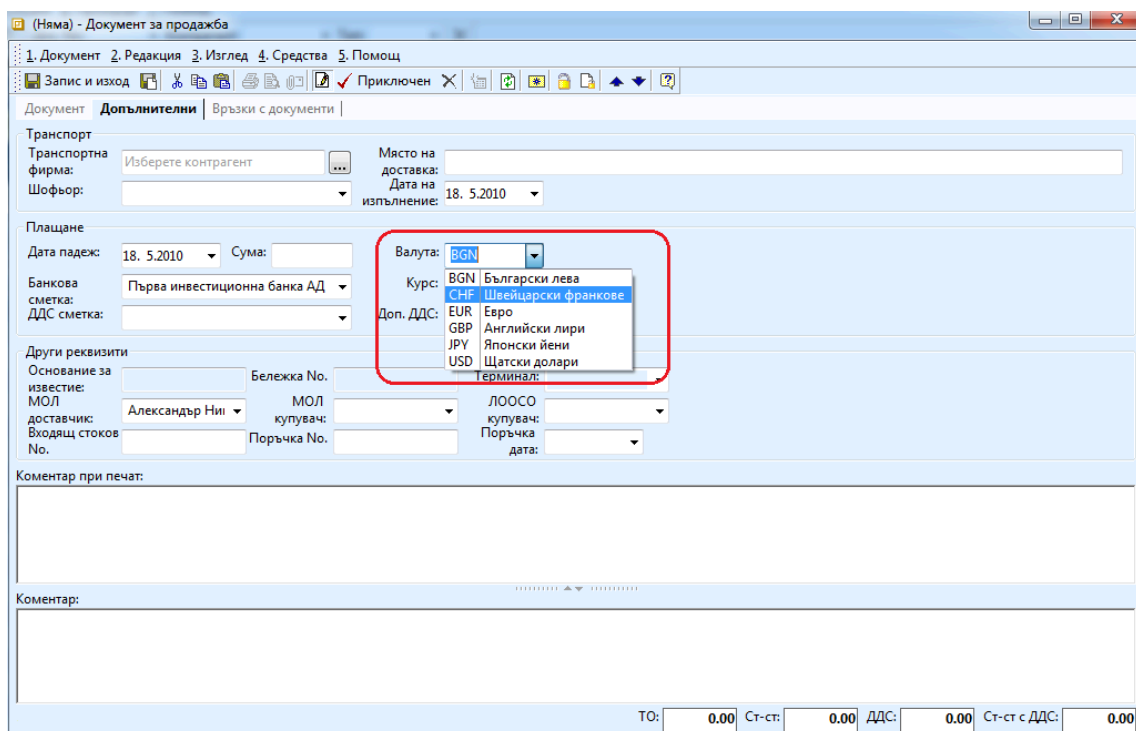 (Няма) - Документ за продажба
1. Документ 2. Редакция 3. Изглед 4. Средства 5. Помощ
Запис и изход Приключен
Документ Допълнителни Връзки с документи
Транспорт
Транспортна фирма: Изберете контрагент ... Място на доставка:
Шофьор: Дата на изпълнение: 18. 5.2010
Плащане
Дата падеж: 18. 5.2010 Сума: Валута: BGN
Банкова сметка: Първа инвестиционна банка АД Курс:
ДДС сметка: Доп. ДДС:
BGN Български лева
CHF Швейцарски франкове
EUR Евро
GBP Английски лири
JPY Японски йени
USD Щатски долари
Други реквизити
Основание за известие: Бележка No. Терминал:
МОЛ доставчик: Александър Ни МОЛ купувач: ЛООСО купувач:
Входящ стоков No. Поръчка No. Поръчка дата:
Коментар при печат:
Коментар:
ТО: 0.00 Ст-ст: 0.00 ДДС: 0.00 Ст-ст с ДДС: 0.00